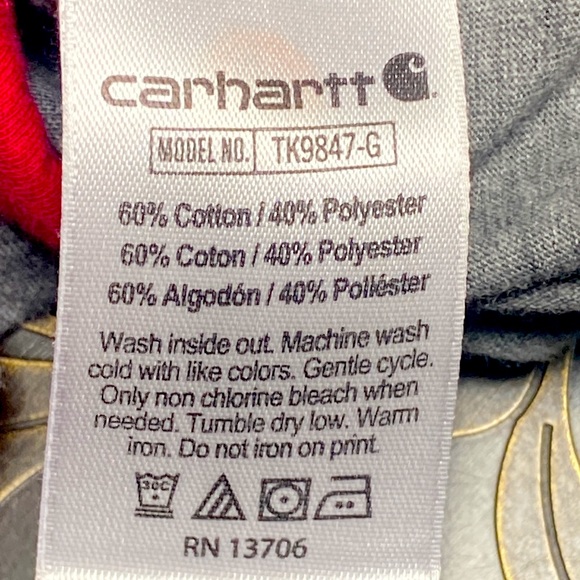 carhartt
MODEL NO. TK9847-G
60% Cotton / 40% Polyester
60% Coton / 40% Polyester
60% Algodón / 40% Poliéster
Wash inside out. Machine wash
cold with like colors. Gentle cycle.
Only non chlorine bleach when
needed. Tumble dry low. Warm
iron. Do not iron on print.
30C
RN 13706